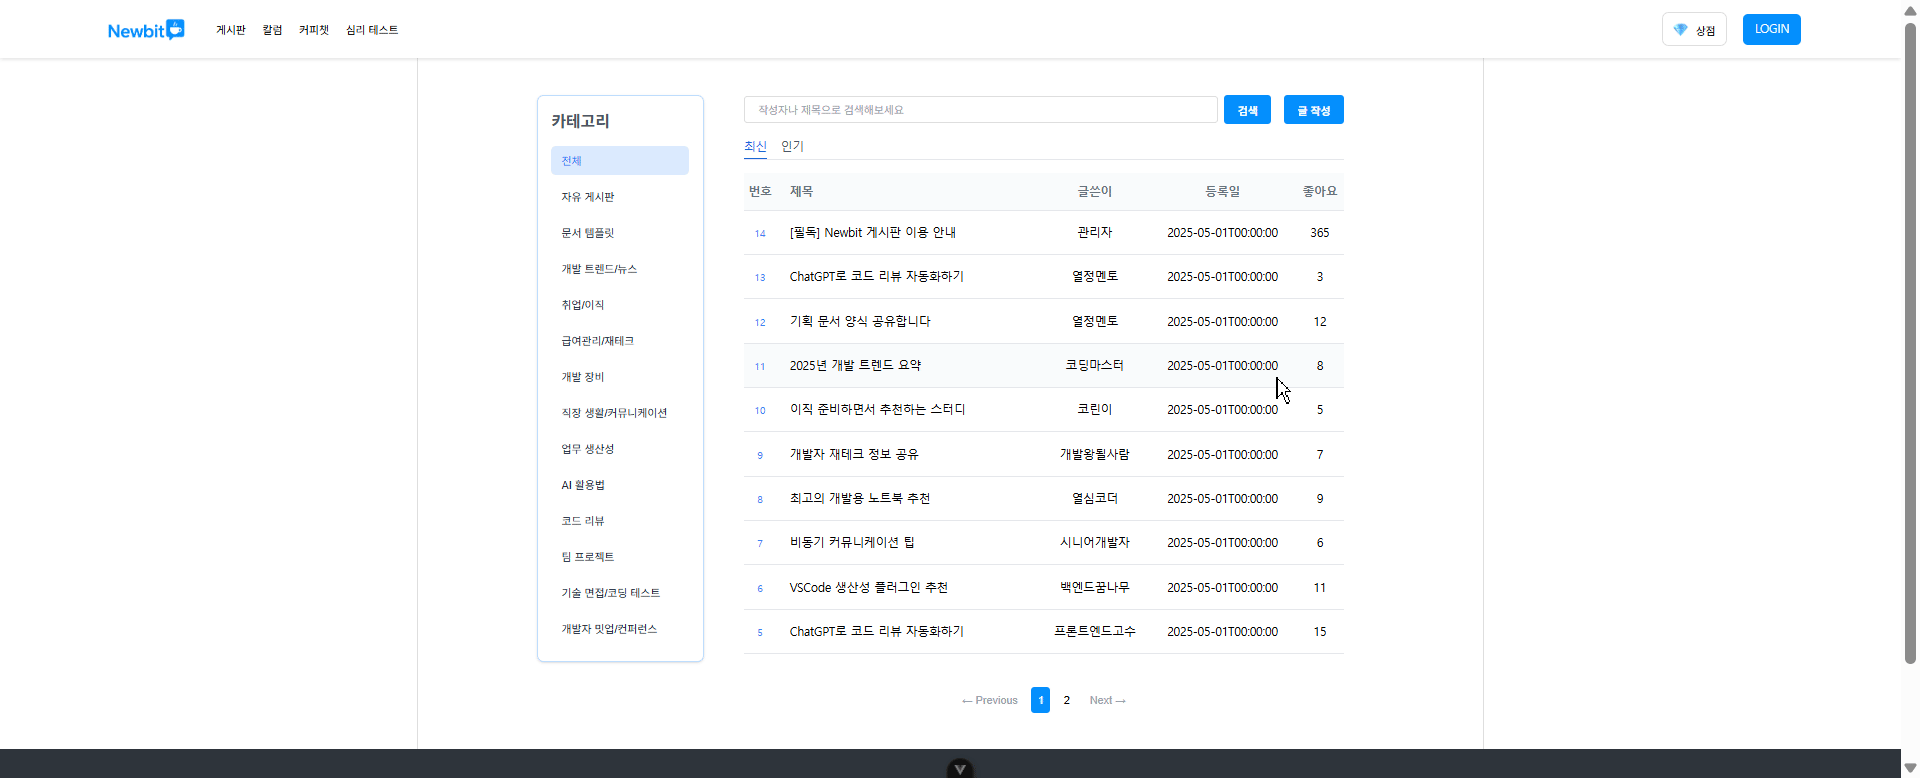 Newbit 게시판 칼럼 커피챗 심리 테스트 상점 LOGIN
카테고리
전체
자유 게시판
문서 템플릿
개발 트렌드/뉴스
취업/이직
급여관리/재테크
개발 장비
직장 생활/커뮤니케이션
업무 생산성
AI 활용법
코드 리뷰
팀 프로젝트
기술 면접/코딩 테스트
개발자 밋업/컨퍼런스
작성자나 제목으로 검색해보세요 검색 글 작성
최신 인기
번호 제목 글쓴이 등록일 좋아요
14 [필독] Newbit 게시판 이용 안내 관리자 2025-05-01T00:00:00 365
13 ChatGPT로 코드 리뷰 자동화하기 열정멘토 2025-05-01T00:00:00 3
12 기획 문서 양식 공유합니다 열정멘토 2025-05-01T00:00:00 12
11 2025년 개발 트렌드 요약 코딩마스터 2025-05-01T00:00:00 8
10 이직 준비하면서 추천하는 스터디 코린이 2025-05-01T00:00:00 5
9 개발자 재테크 정보 공유 개발왕될사람 2025-05-01T00:00:00 7
8 최고의 개발용 노트북 추천 열심코더 2025-05-01T00:00:00 9
7 비동기 커뮤니케이션 팁 시니어개발자 2025-05-01T00:00:00 6
6 VSCode 생산성 플러그인 추천 백엔드꿈나무 2025-05-01T00:00:00 11
5 ChatGPT로 코드 리뷰 자동화하기 프론트엔드고수 2025-05-01T00:00:00 15
← Previous 1 2 Next →